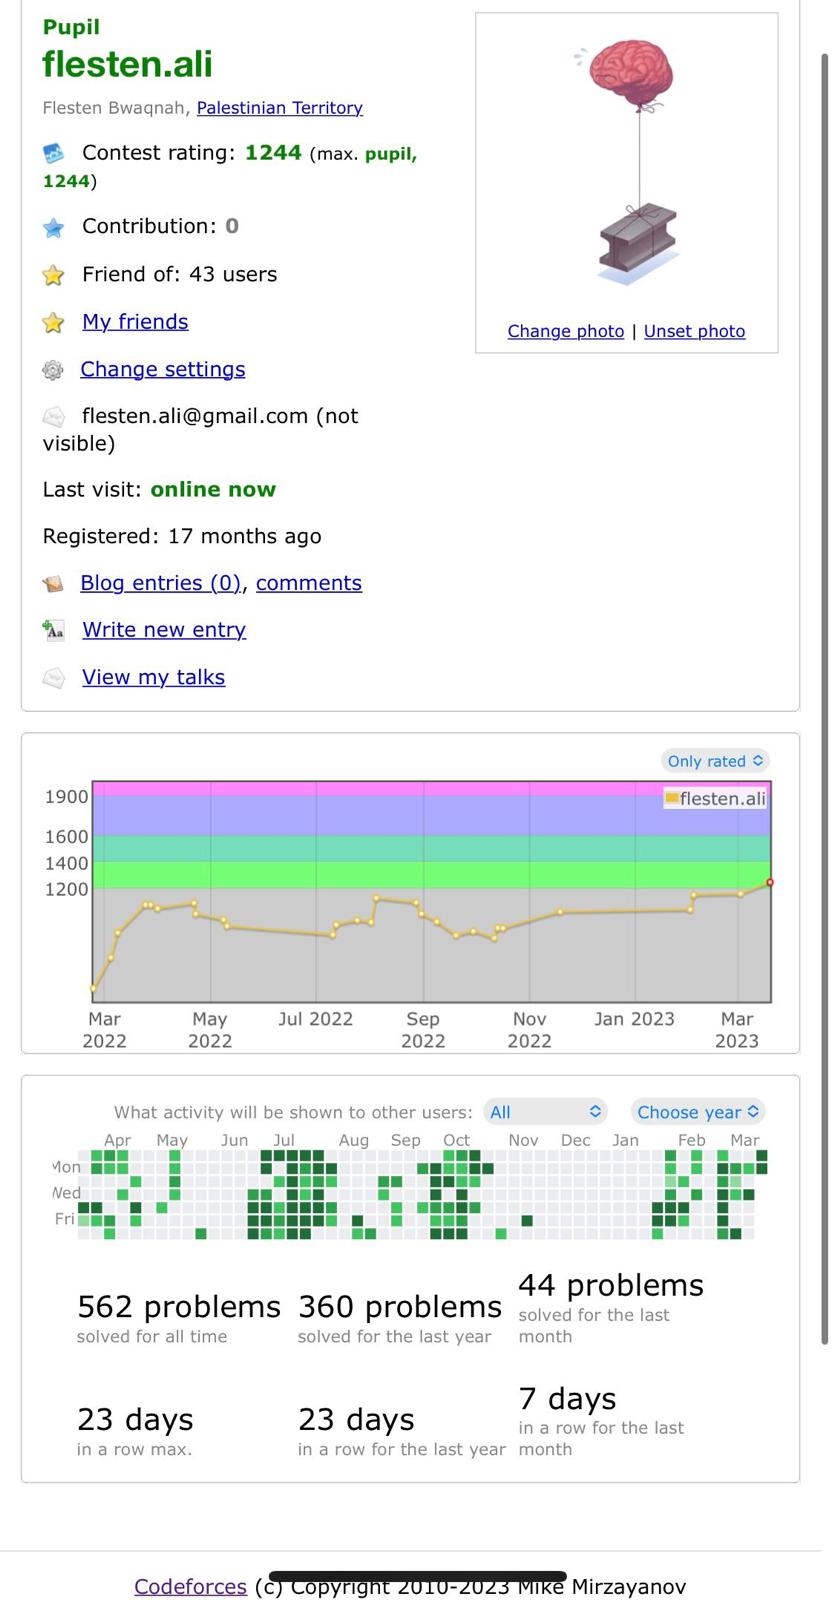 Pupil
flesten.ali
Flesten Bwaqnah, Palestinian Territory
Contest rating: 1244 (max. pupil,
1244)
Contribution: 0
Friend of: 43 users
My friends
Change settings
flesten.ali@gmail.com (not
visible)
Last visit: online now
Registered: 17 months ago
Blog entries (0), comments
Write new entry
View my talks
Change photo | Unset photo
Only rated
flesten.ali
1900
1600
1400
1200
Mar 2022 May 2022 Jul 2022 Sep 2022 Nov 2022 Jan 2023 Mar 2023
What activity will be shown to other users: All Choose year
Apr May Jun Jul Aug Sep Oct Nov Dec Jan Feb Mar
Mon
Wed
Fri
562 problems
solved for all time
360 problems
solved for the last year
44 problems
solved for the last
month
23 days
in a row max.
23 days
in a row for the last year
7 days
in a row for the last
month
Codeforces (c) Copyright 2010-2023 Mike Mirzayanov